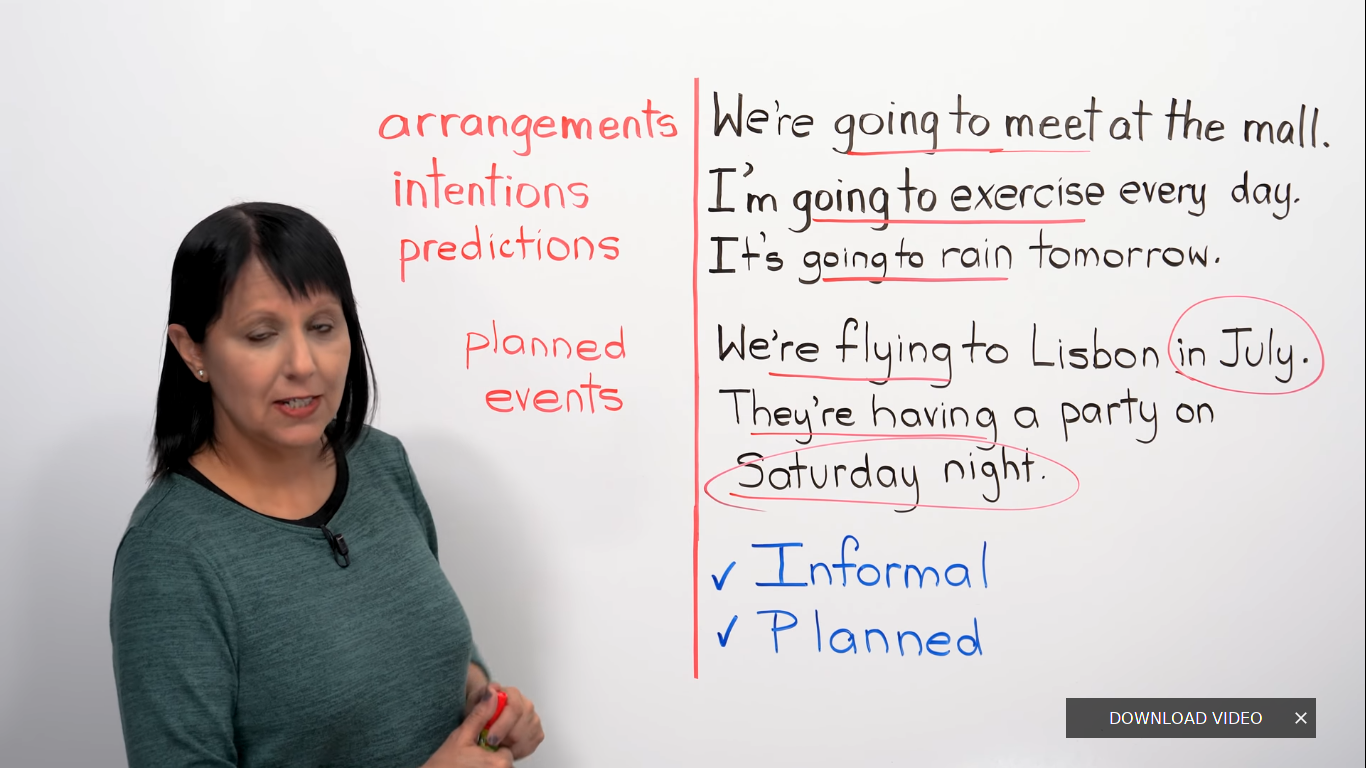 arrangements
intentions
predictions
planned
events
We're going to meet at the mall.
I'm going to exercise every day.
It's going to rain tomorrow.
We're flying to Lisbon in July.
They're having a party on
Saturday night.
✓ Informal
✓ Planned
DOWNLOAD VIDEO ×